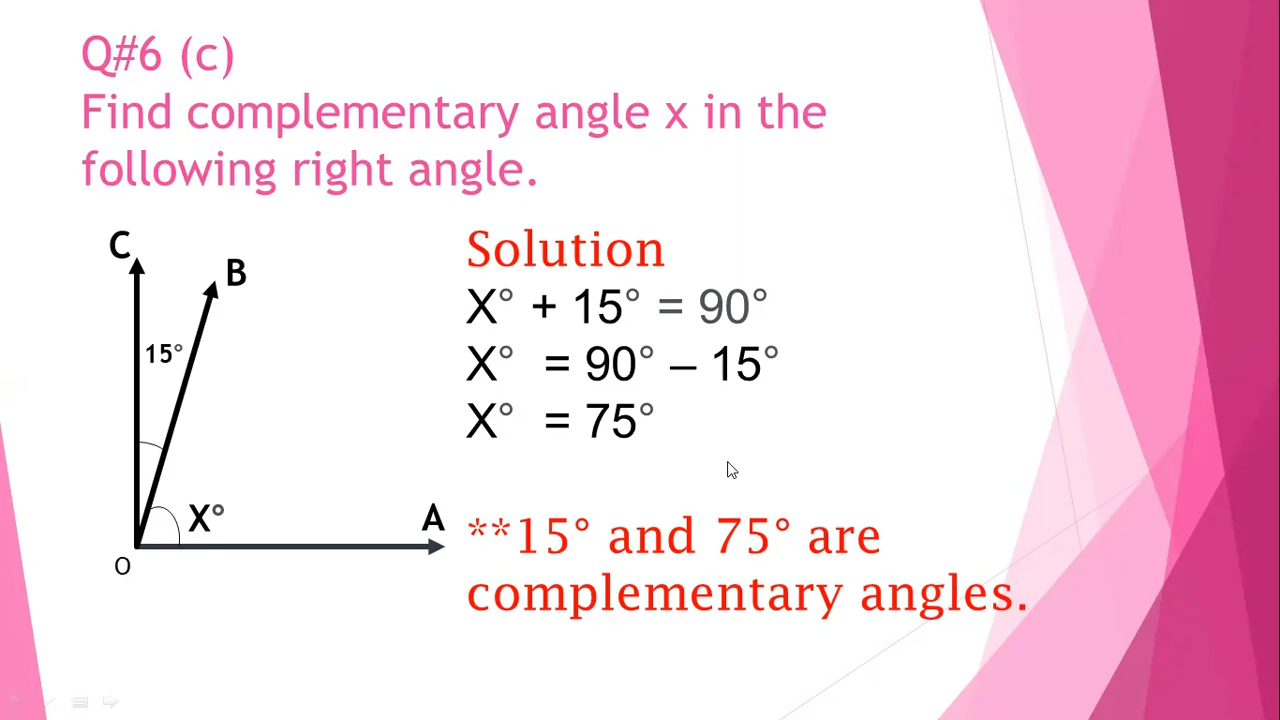 Q#6 (c)
Find complementary angle x in the
following right angle.
C
B
15°
X°
A
O
Solution
X° + 15° = 90°
X° = 90° – 15°
X° = 75°
**15° and 75° are
complementary angles.